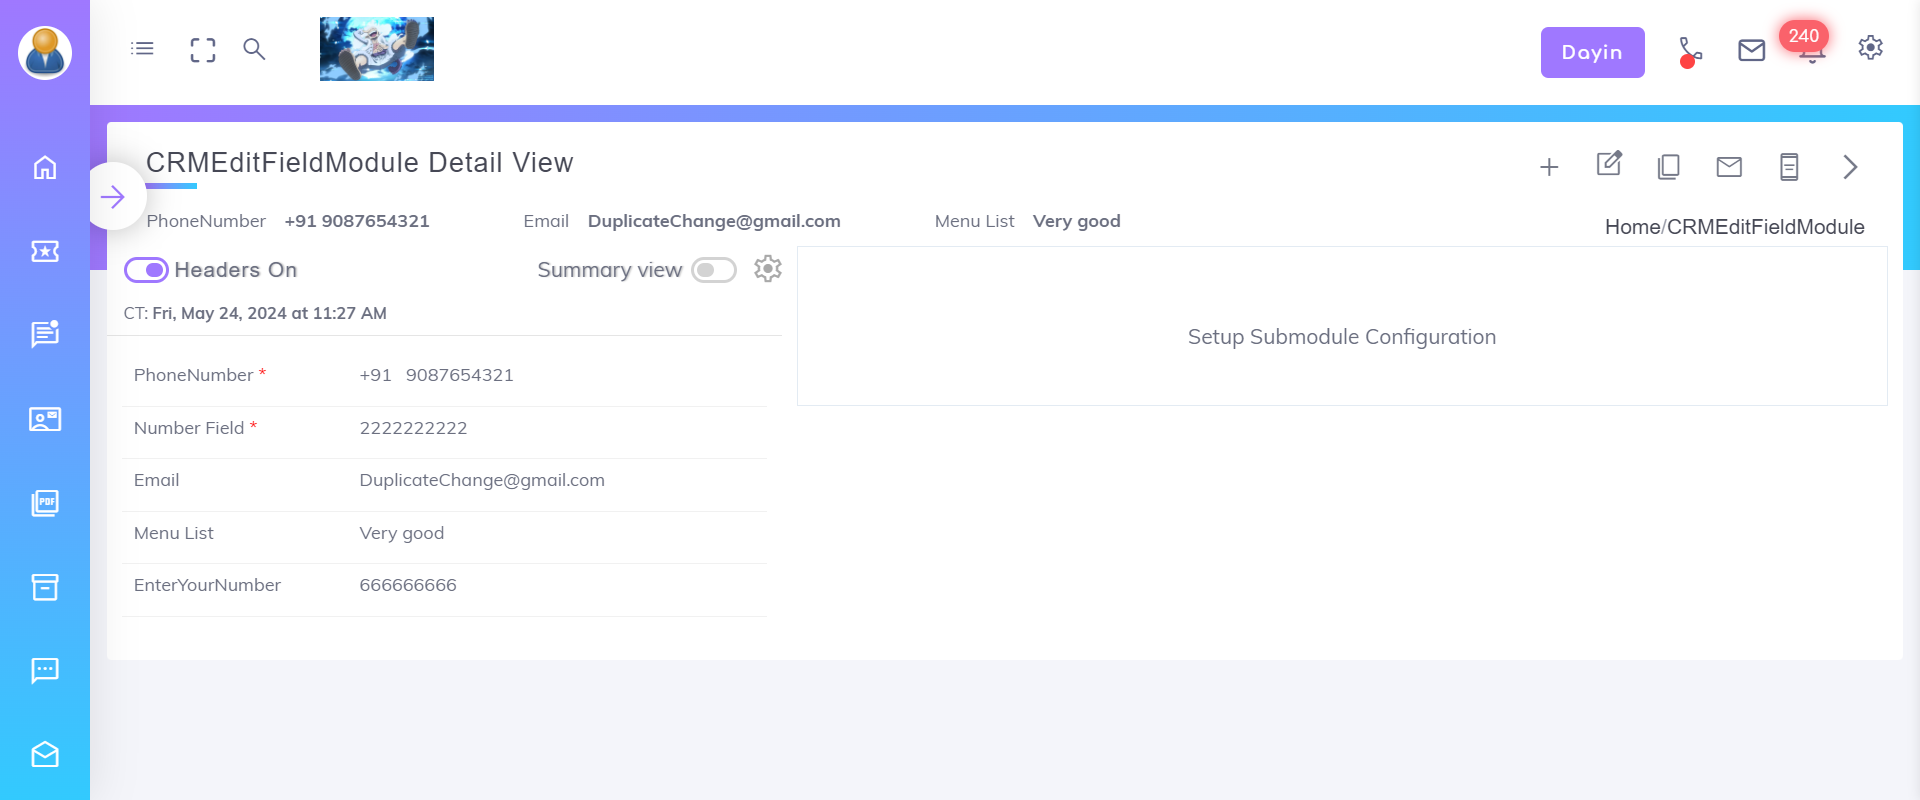 Dayin
240
CRMEditFieldModule Detail View
PhoneNumber +91 9087654321 Email DuplicateChange@gmail.com Menu List Very good
Home/CRMEditFieldModule
Headers On Summary view
CT: Fri, May 24, 2024 at 11:27 AM
Setup Submodule Configuration
PhoneNumber * +91 9087654321
Number Field * 2222222222
Email DuplicateChange@gmail.com
Menu List Very good
EnterYourNumber 666666666
PDF